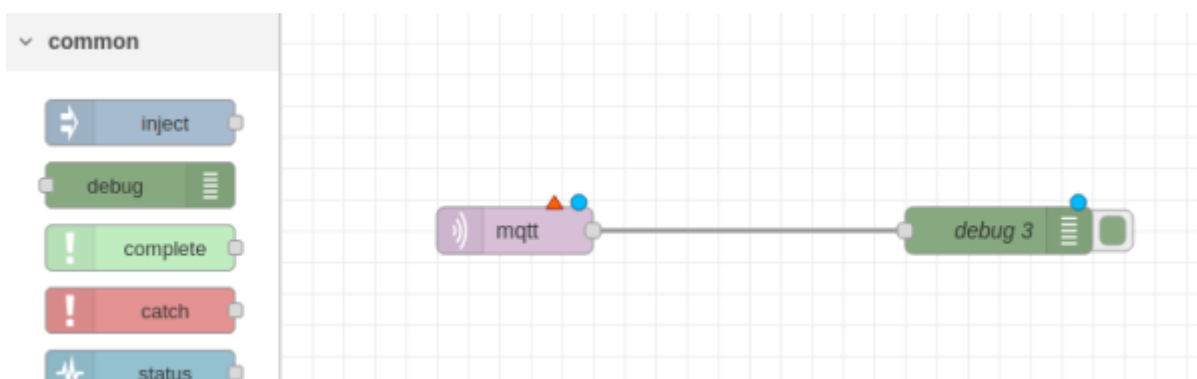 common
inject
debug
complete
catch
status
mqtt
debug 3